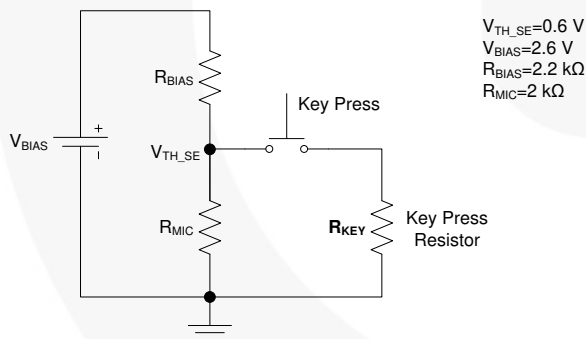 V_TH_SE=0.6 V
V_BIAS=2.6 V
R_BIAS=2.2 kΩ
R_MIC=2 kΩ
R_BIAS
Key Press
V_BIAS
+
-
V_TH_SE
R_MIC
R_KEY
Key Press
Resistor